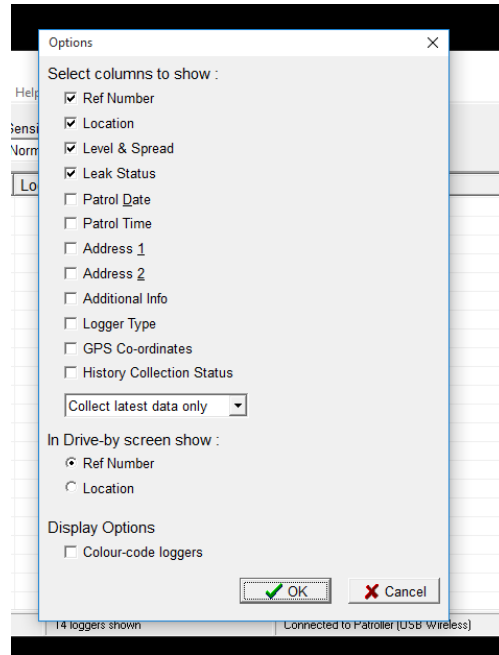 Options
Select columns to show :
Help
Ref Number
Location
Sensi
Norm
Level & Spread
Leak Status
Lo
Patrol Date
Patrol Time
Address 1
Address 2
Additional Info
Logger Type
GPS Co-ordinates
History Collection Status
Collect latest data only
In Drive-by screen show :
Ref Number
Location
Display Options
Colour-code loggers
OK Cancel
14 loggers shown Connected to Patroller (USB Wireless)